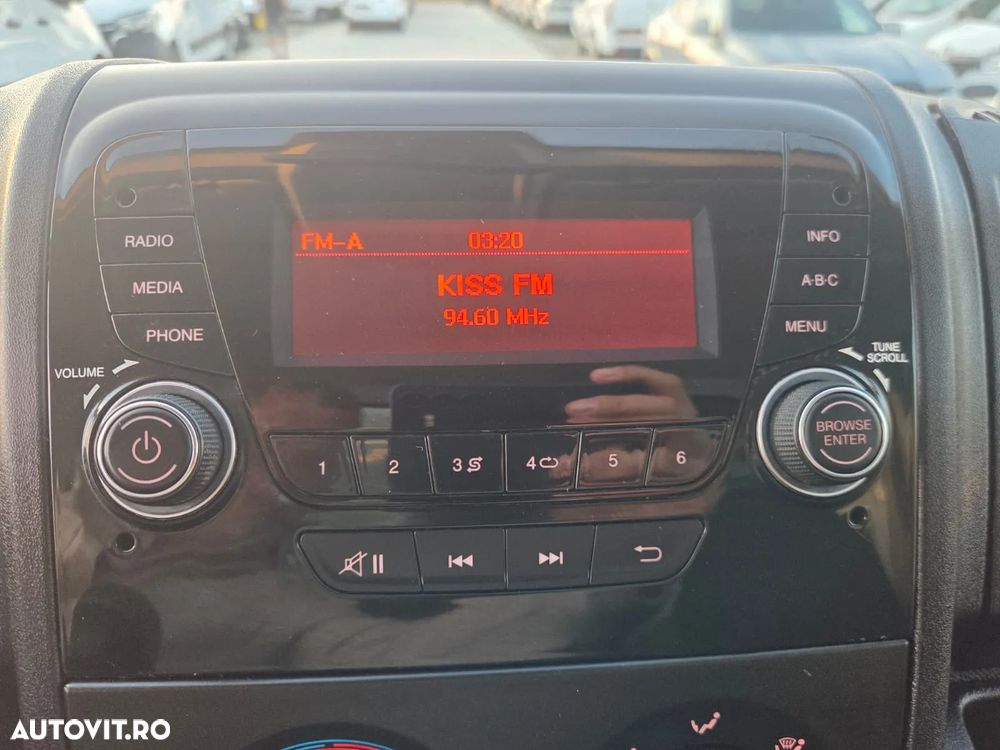 FM-A 03:20
KISS FM
94.60 MHz
RADIO
MEDIA
PHONE
VOLUME
INFO
A·B·C
MENU
TUNE
SCROLL
BROWSE
ENTER
1 2 3 4 5 6
AUTOVIT.RO